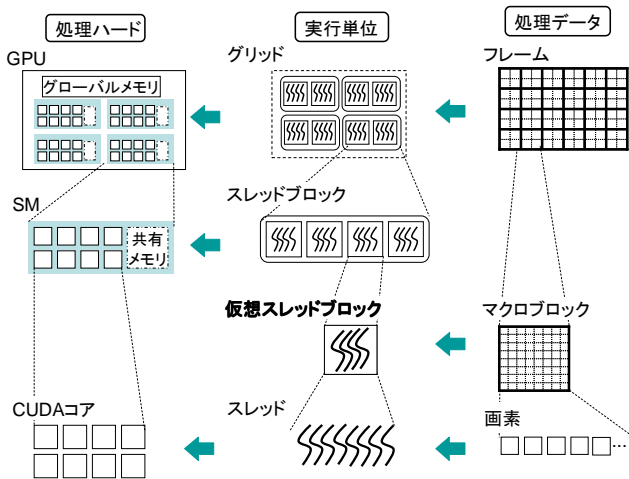 処理ハード
実行単位
処理データ
GPU
グリッド
フレーム
グローバルメモリ
SM
スレッドブロック
共有
メモリ
仮想スレッドブロック
マクロブロック
CUDAコア
スレッド
画素
…